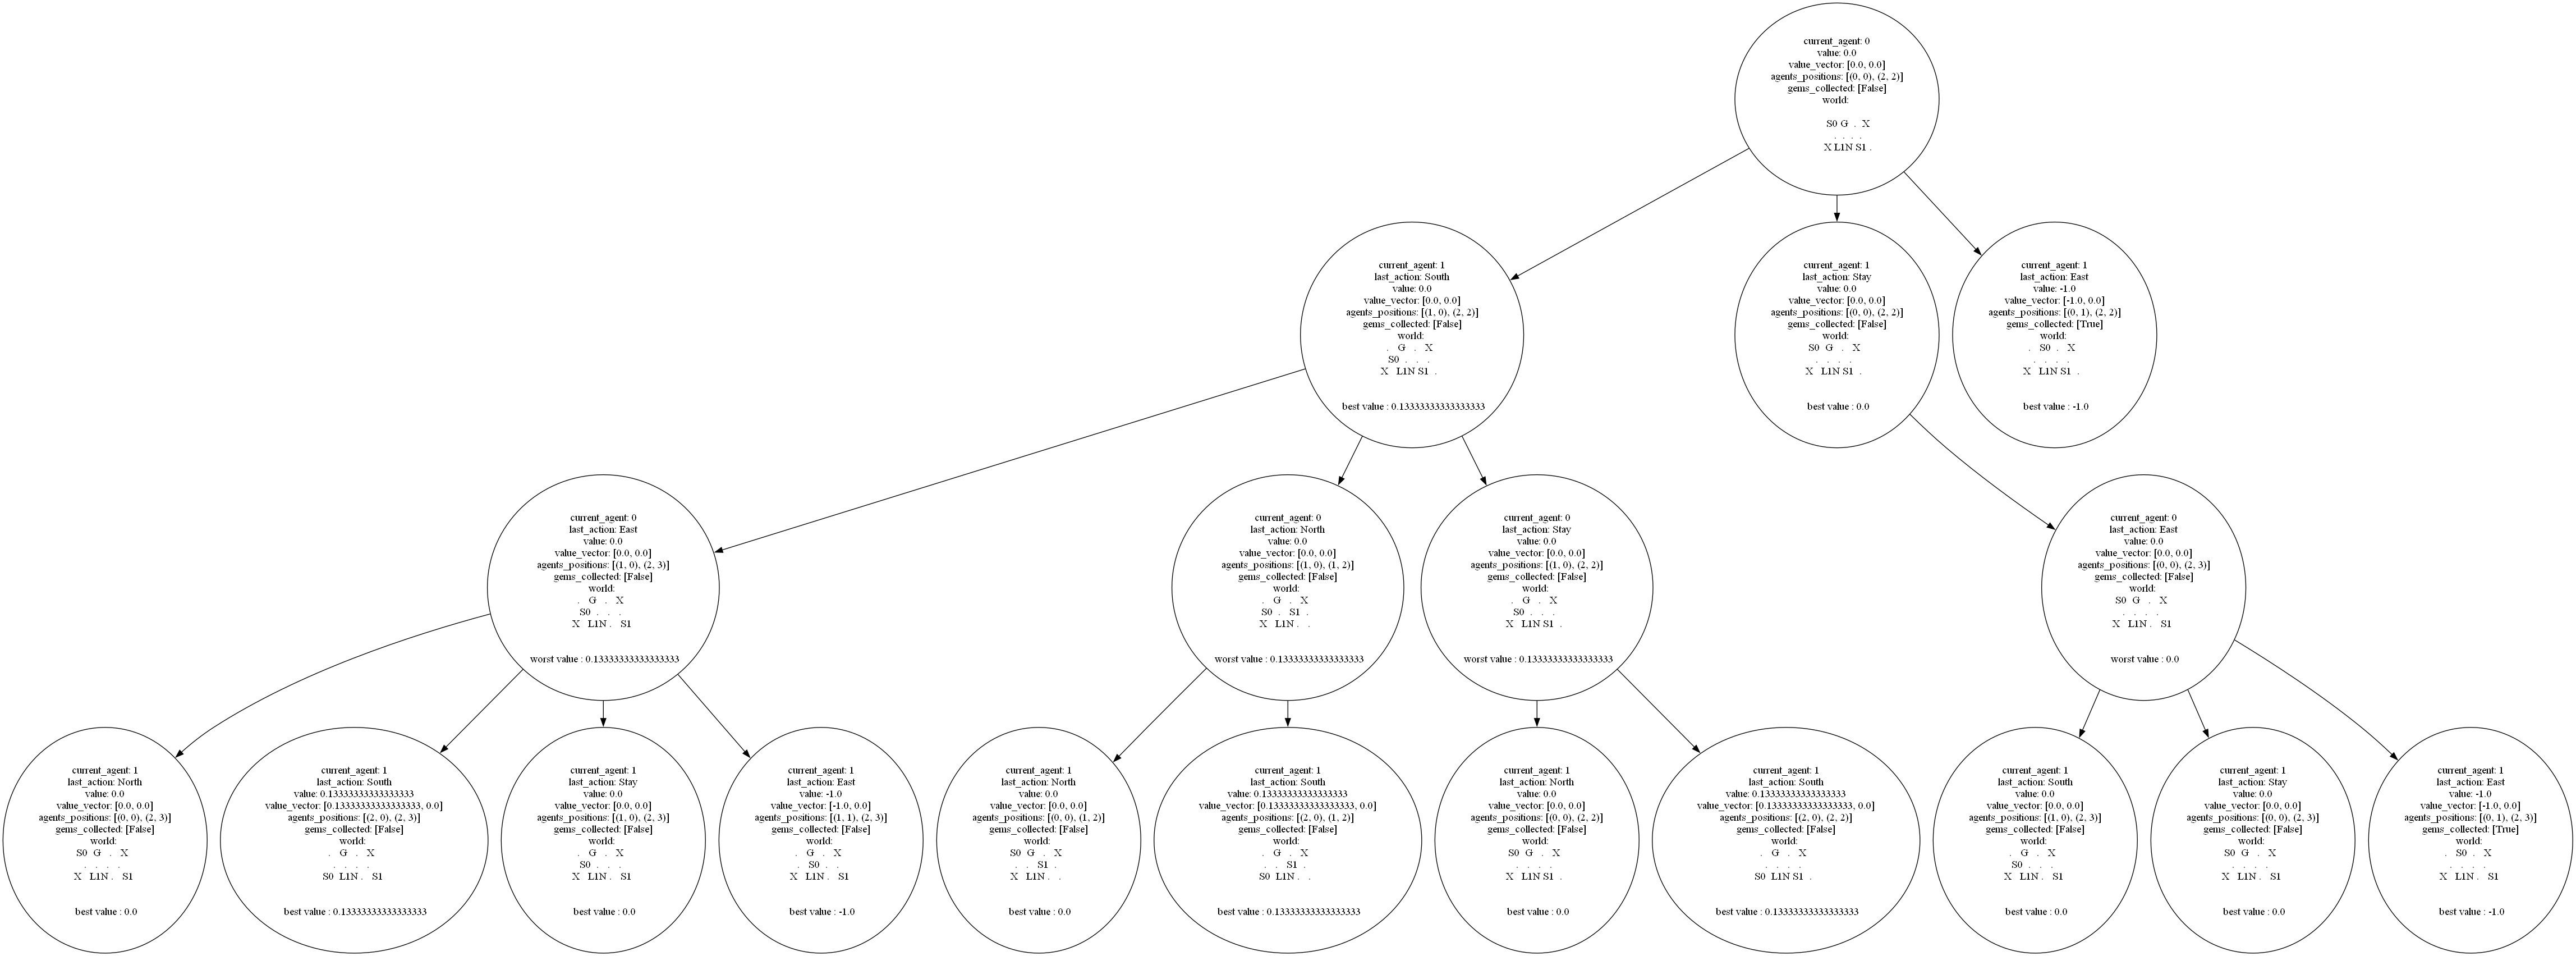 current_agent: 0
value: 0.0
value_vector: [0.0, 0.0]
agents_positions: [(0, 0), (2, 2)]
gems_collected: [False]
world:
S0 G . X
. . . .
X L1N S1 .
current_agent: 1
last_action: South
value: 0.0
value_vector: [0.0, 0.0]
agents_positions: [(1, 0), (2, 2)]
gems_collected: [False]
world:
. G . X
S0 . . .
X L1N S1 .
best value : 0.13333333333333333
current_agent: 1
last_action: Stay
value: 0.0
value_vector: [0.0, 0.0]
agents_positions: [(0, 0), (2, 2)]
gems_collected: [False]
world:
S0 G . X
. . . .
X L1N S1 .
best value : 0.0
current_agent: 1
last_action: East
value: -1.0
value_vector: [-1.0, 0.0]
agents_positions: [(0, 1), (2, 2)]
gems_collected: [True]
world:
. S0 . X
. . . .
X L1N S1 .
best value : -1.0
current_agent: 0
last_action: East
value: 0.0
value_vector: [0.0, 0.0]
agents_positions: [(1, 0), (2, 3)]
gems_collected: [False]
world:
. G . X
S0 . . .
X L1N . S1
worst value : 0.13333333333333333
current_agent: 0
last_action: North
value: 0.0
value_vector: [0.0, 0.0]
agents_positions: [(1, 0), (1, 2)]
gems_collected: [False]
world:
. G . X
S0 . S1 .
X L1N . .
worst value : 0.13333333333333333
current_agent: 0
last_action: Stay
value: 0.0
value_vector: [0.0, 0.0]
agents_positions: [(1, 0), (2, 2)]
gems_collected: [False]
world:
. G . X
S0 . . .
X L1N S1 .
worst value : 0.13333333333333333
current_agent: 0
last_action: East
value: 0.0
value_vector: [0.0, 0.0]
agents_positions: [(0, 0), (2, 3)]
gems_collected: [False]
world:
S0 G . X
. . . .
X L1N . S1
worst value : 0.0
current_agent: 1
last_action: North
value: 0.0
value_vector: [0.0, 0.0]
agents_positions: [(0, 0), (2, 3)]
gems_collected: [False]
world:
S0 G . X
. . . .
X L1N . S1
best value : 0.0
current_agent: 1
last_action: South
value: 0.13333333333333333
value_vector: [0.13333333333333333, 0.0]
agents_positions: [(2, 0), (2, 3)]
gems_collected: [False]
world:
. G . X
. . . .
S0 L1N . S1
best value : 0.13333333333333333
current_agent: 1
last_action: Stay
value: 0.0
value_vector: [0.0, 0.0]
agents_positions: [(1, 0), (2, 3)]
gems_collected: [False]
world:
. G . X
S0 . . .
X L1N . S1
best value : 0.0
current_agent: 1
last_action: East
value: -1.0
value_vector: [-1.0, 0.0]
agents_positions: [(1, 1), (2, 3)]
gems_collected: [False]
world:
. G . X
. S0 . .
X L1N . S1
best value : -1.0
current_agent: 1
last_action: North
value: 0.0
value_vector: [0.0, 0.0]
agents_positions: [(0, 0), (1, 2)]
gems_collected: [False]
world:
S0 G . X
. . S1 .
X L1N . .
best value : 0.0
current_agent: 1
last_action: South
value: 0.13333333333333333
value_vector: [0.13333333333333333, 0.0]
agents_positions: [(2, 0), (1, 2)]
gems_collected: [False]
world:
. G . X
. . S1 .
S0 L1N . .
best value : 0.13333333333333333
current_agent: 1
last_action: North
value: 0.0
value_vector: [0.0, 0.0]
agents_positions: [(0, 0), (2, 2)]
gems_collected: [False]
world:
S0 G . X
. . . .
X L1N S1 .
best value : 0.0
current_agent: 1
last_action: South
value: 0.13333333333333333
value_vector: [0.13333333333333333, 0.0]
agents_positions: [(2, 0), (2, 2)]
gems_collected: [False]
world:
. G . X
. . . .
S0 L1N S1 .
best value : 0.13333333333333333
current_agent: 1
last_action: South
value: 0.0
value_vector: [0.0, 0.0]
agents_positions: [(1, 0), (2, 3)]
gems_collected: [False]
world:
. G . X
S0 . . .
X L1N . S1
best value : 0.0
current_agent: 1
last_action: Stay
value: 0.0
value_vector: [0.0, 0.0]
agents_positions: [(0, 0), (2, 3)]
gems_collected: [False]
world:
S0 G . X
. . . .
X L1N . S1
best value : 0.0
current_agent: 1
last_action: East
value: -1.0
value_vector: [-1.0, 0.0]
agents_positions: [(0, 1), (2, 3)]
gems_collected: [True]
world:
. S0 . X
. . . .
X L1N . S1
best value : -1.0